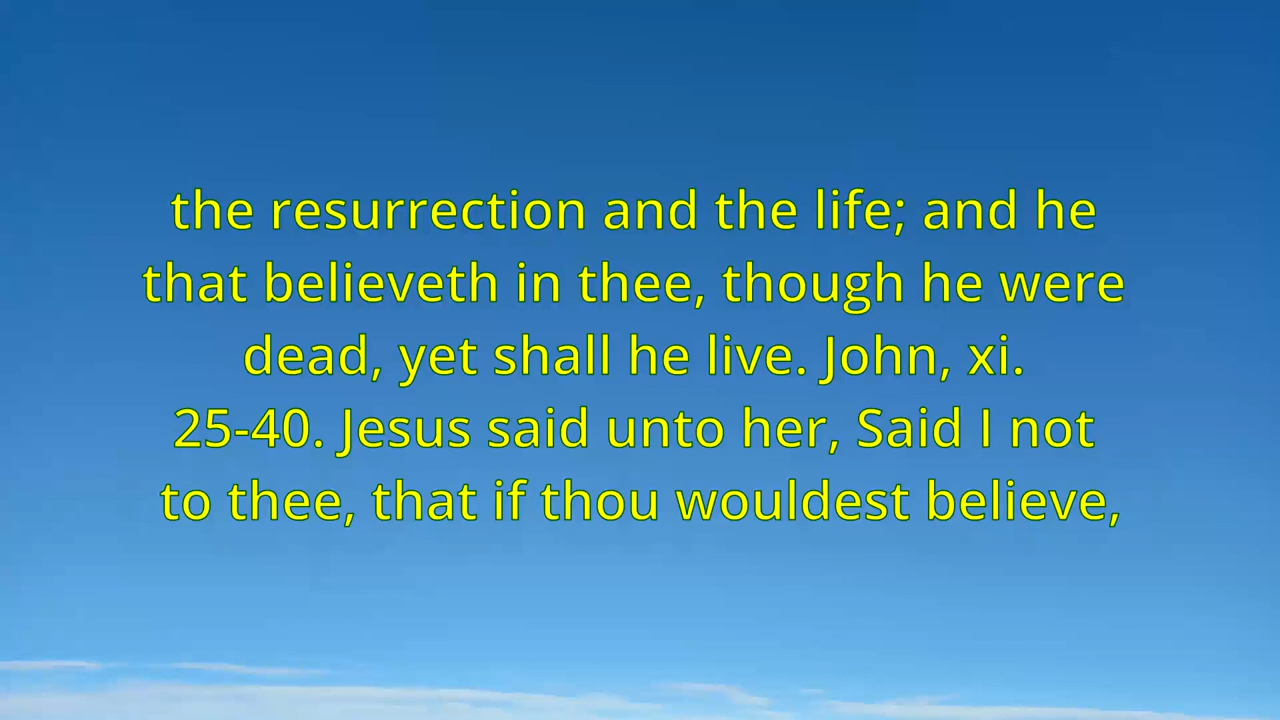 the resurrection and the life; and he
that believeth in thee, though he were
dead, yet shall he live. John, xi.
25-40. Jesus said unto her, Said I not
to thee, that if thou wouldest believe,